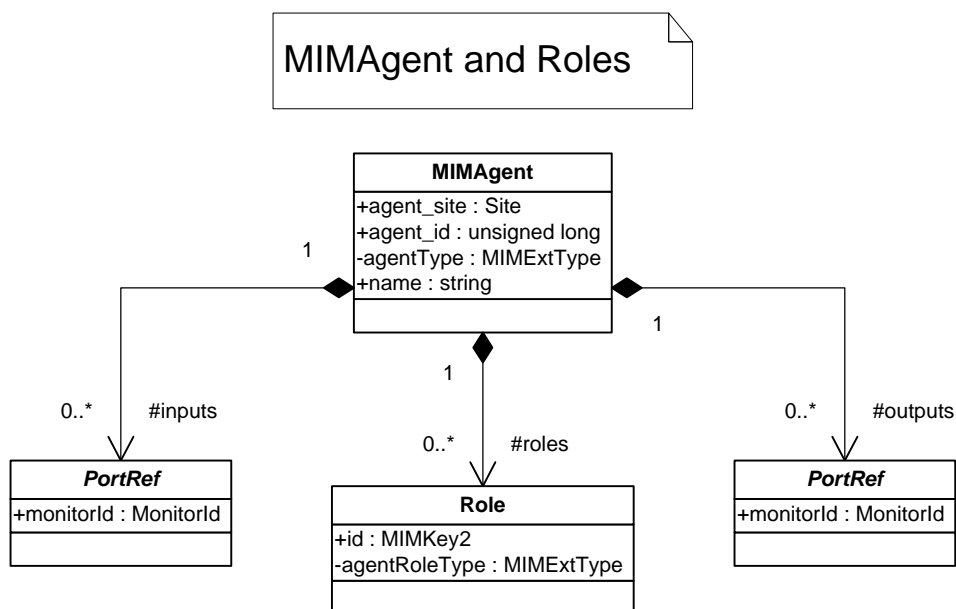 MIMAgent and Roles
MIMAgent
+agent_site : Site
+agent_id : unsigned long
-agentType : MIMExtType
+name : string
1
1
1
0..* #inputs
0..* #roles
0..* #outputs
PortRef
+monitorId : MonitorId
Role
+id : MIMKey2
-agentRoleType : MIMExtType
PortRef
+monitorId : MonitorId